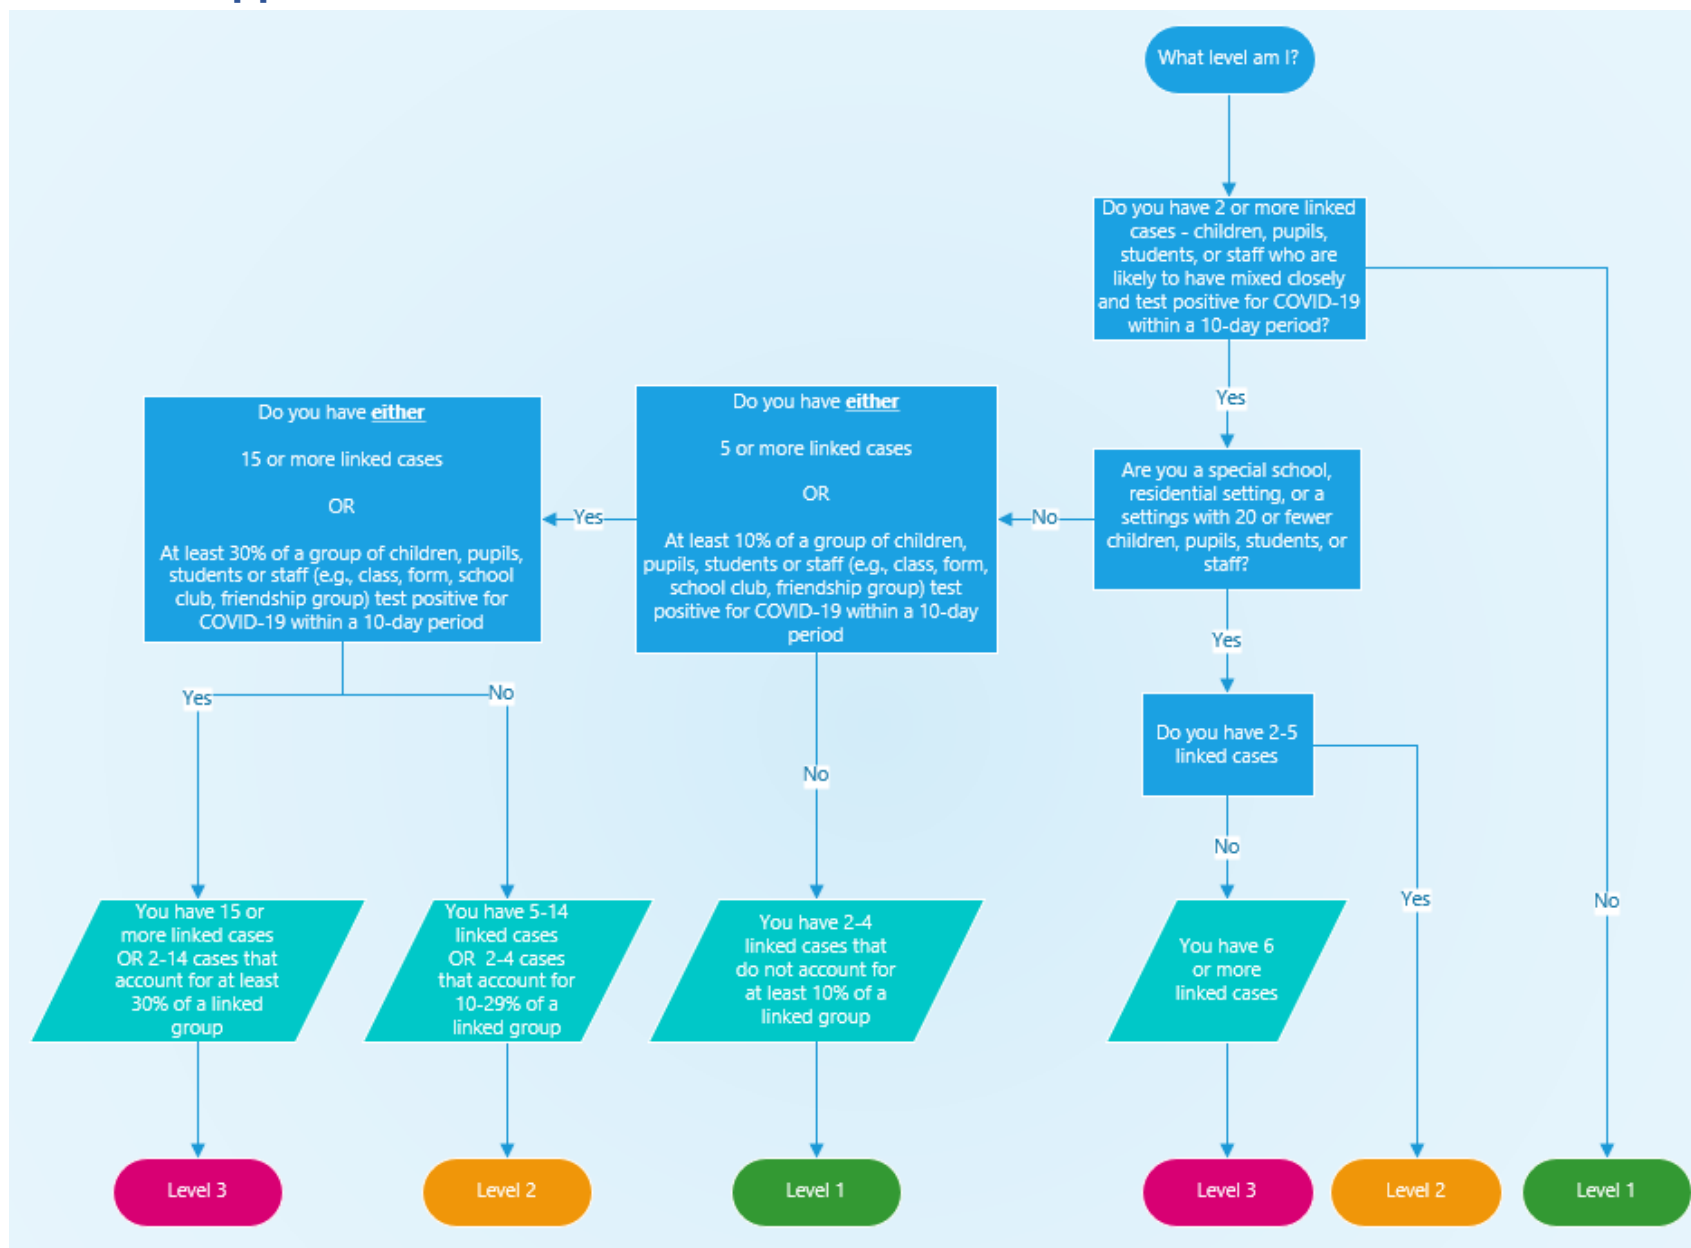 What level am I?
Do you have 2 or more linked
cases - children, pupils,
students, or staff who are
likely to have mixed closely
and test positive for COVID-19
within a 10-day period?
Yes
Do you have either
15 or more linked cases
OR
At least 30% of a group of children, pupils,
students or staff (e.g., class, form, school
club, friendship group) test positive for
COVID-19 within a 10-day period
Yes
Do you have either
5 or more linked cases
OR
At least 10% of a group of children,
pupils, students or staff (e.g., class, form,
school club, friendship group) test
positive for COVID-19 within a 10-day
period
No
Are you a special school,
residential setting, or a
settings with 20 or fewer
children, pupils, students, or
staff?
Yes
Yes
No
No
Do you have 2-5
linked cases
No
Yes
No
You have 15 or
more linked cases
OR 2-14 cases that
account for at least
30% of a linked
group
You have 5-14
linked cases
OR 2-4 cases
that account for
10-29% of a
linked group
You have 2-4
linked cases that
do not account for
at least 10% of a
linked group
You have 6
or more
linked cases
Level 3
Level 2
Level 1
Level 3
Level 2
Level 1